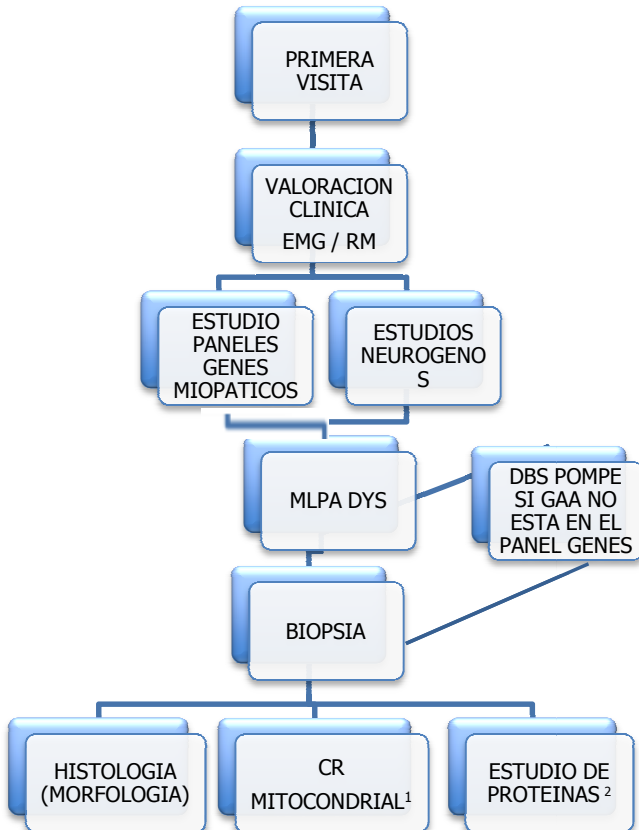 PRIMERA
VISITA
VALORACION
CLINICA
EMG / RM
ESTUDIO
PANELES
GENES
MIOPATICOS
ESTUDIOS
NEUROGENO
S
MLPA DYS
DBS POMPE
SI GAA NO
ESTA EN EL
PANEL GENES
BIOPSIA
HISTOLOGIA
(MORFOLOGIA)
CR
MITOCONDRIAL¹
ESTUDIO DE
PROTEINAS ²